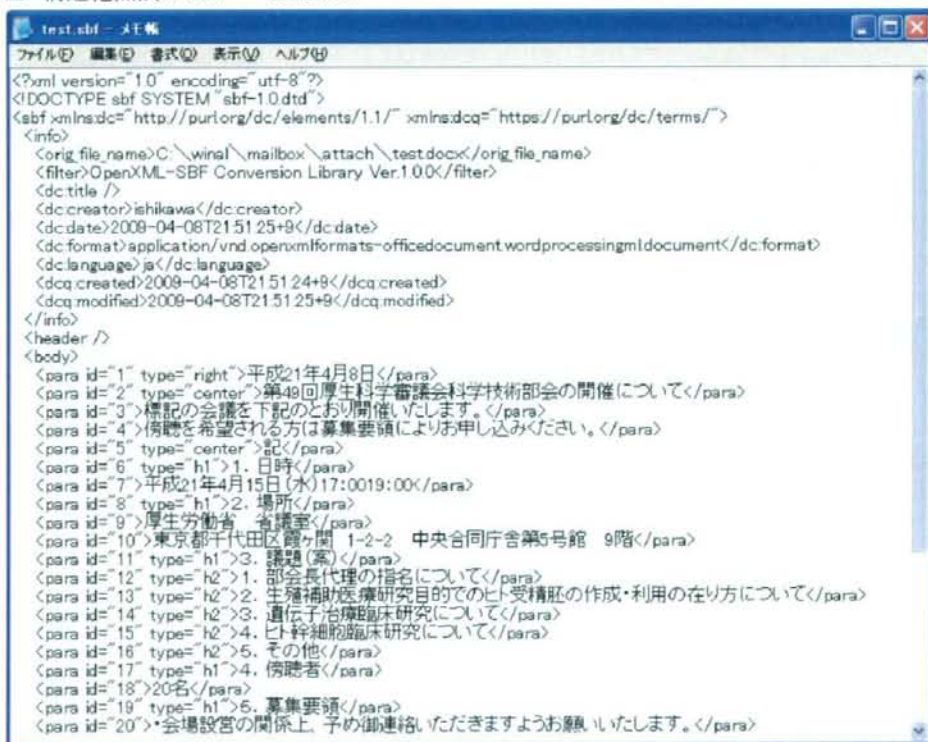 test.sbf - メモ帳
ファイル(F) 編集(E) 書式(O) 表示(V) ヘルプ(H)
<?xml version="1.0" encoding="utf-8"?>
<!DOCTYPE sbf SYSTEM "sbf-1.0.dtd">
<sbf xmlns:dc="http://purl.org/dc/elements/1.1/" xmlns:dcq="https://purl.org/dc/terms/">
<info>
<orig_file_name>C:\winal\mailbox\attach\test.docx</orig_file_name>
<filter>OpenXML-SBF Conversion Library Ver.1.0.0</filter>
<dc:title />
<dc:creator>ishikawa</dc:creator>
<dc:date>2009-04-08T21:51:25+9</dc:date>
<dc:format>application/vnd.openxmlformats-officedocument.wordprocessingml.document</dc:format>
<dc:language>ja</dc:language>
<dcq:created>2009-04-08T21:51:24+9</dcq:created>
<dcq:modified>2009-04-08T21:51:25+9</dcq:modified>
</info>
<header />
<body>
<para id="1" type="right">平成21年4月8日</para>
<para id="2" type="center">第49回厚生科学審議会科学技術部会の開催について</para>
<para id="3">標記の会議を下記のとおり開催いたします。</para>
<para id="4">傍聴を希望される方は募集要領によりお申し込みください。</para>
<para id="5" type="center">記</para>
<para id="6" type="h1">1. 日時</para>
<para id="7">平成21年4月15日(水)17:0019:00</para>
<para id="8" type="h1">2. 場所</para>
<para id="9">厚生労働省 省議室</para>
<para id="10">東京都千代田区霞ヶ関 1-2-2 中央合同庁舎第5号館 9階</para>
<para id="11" type="h1">3. 議題(案)</para>
<para id="12" type="h2">1. 部会長代理の指名について</para>
<para id="13" type="h2">2. 生殖補助医療研究目的でのヒト受精胚の作成・利用の在り方について</para>
<para id="14" type="h2">3. 遺伝子治療臨床研究について</para>
<para id="15" type="h2">4. ヒト幹細胞臨床研究について</para>
<para id="16" type="h2">5. その他</para>
<para id="17" type="h1">4. 傍聴者</para>
<para id="18">20名</para>
<para id="19" type="h1">5. 募集要領</para>
<para id="20">・会場設営の関係上、予め御連絡いただきますようお願いいたします。</para>